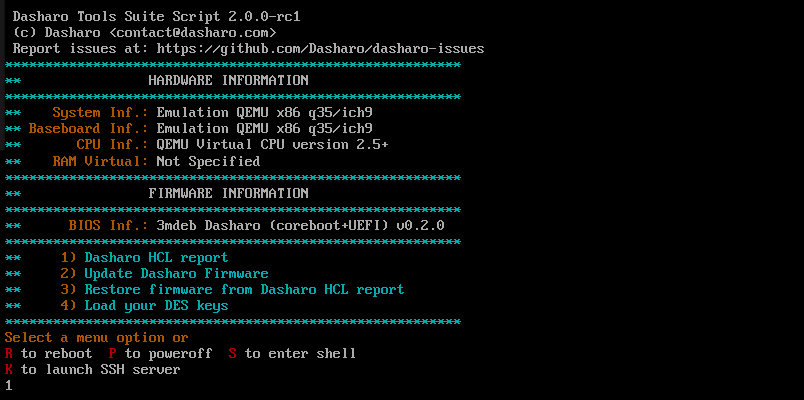 Dasharo Tools Suite Script 2.0.0-rc1
(c) Dasharo <contact@dasharo.com>
Report issues at: https://github.com/Dasharo/dasharo-issues
*********************************************************
** HARDWARE INFORMATION
*********************************************************
** System Inf.: Emulation QEMU x86 q35/ich9
** Baseboard Inf.: Emulation QEMU x86 q35/ich9
** CPU Inf.: QEMU Virtual CPU version 2.5+
** RAM Virtual: Not Specified
*********************************************************
** FIRMWARE INFORMATION
*********************************************************
** BIOS Inf.: 3mdeb Dasharo (coreboot+UEFI) v0.2.0
*********************************************************
** 1) Dasharo HCL report
** 2) Update Dasharo Firmware
** 3) Restore firmware from Dasharo HCL report
** 4) Load your DES keys
*********************************************************
Select a menu option or
R to reboot P to poweroff S to enter shell
K to launch SSH server
1